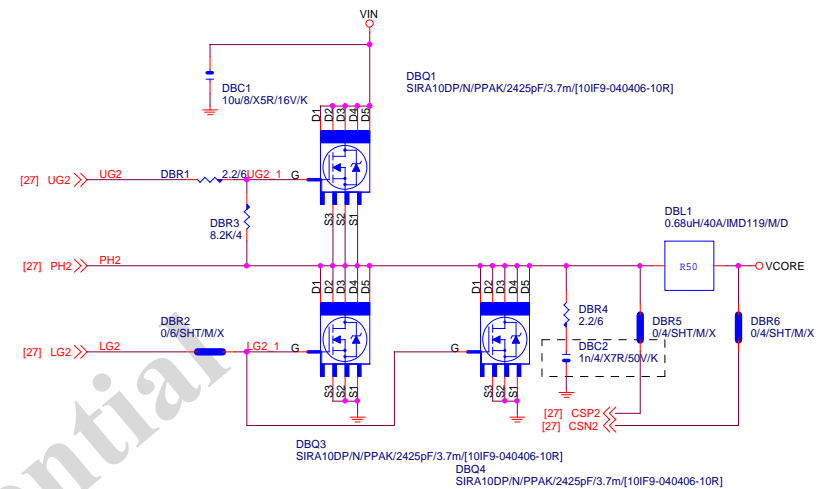 VIN
DBC1
10u/8/X5R/16V/K
DBQ1
SIRA10DP/N/PPAK/2425pF/3.7m/[10IF9-040406-10R]
D1
D2
D3
D4
D5
[27] UG2
UG2
DBR1
2.2/6
UG2_1
G
S3
S2
S1
DBR3
8.2K/4
DBL1
0.68uH/40A/IMD119/M/D
R50
VCORE
[27] PH2
PH2
D1
D2
D3
D4
D5
D1
D2
D3
D4
D5
DBR2
0/6/SHT/M/X
DBR4
2.2/6
DBR5
0/4/SHT/M/X
DBR6
0/4/SHT/M/X
[27] LG2
LG2
LG2_1
G
G
DBC2
1n/4/X7R/50V/K
S3
S2
S1
S3
S2
S1
[27] CSP2
[27] CSN2
DBQ3
SIRA10DP/N/PPAK/2425pF/3.7m/[10IF9-040406-10R]
DBQ4
SIRA10DP/N/PPAK/2425pF/3.7m/[10IF9-040406-10R]
ential